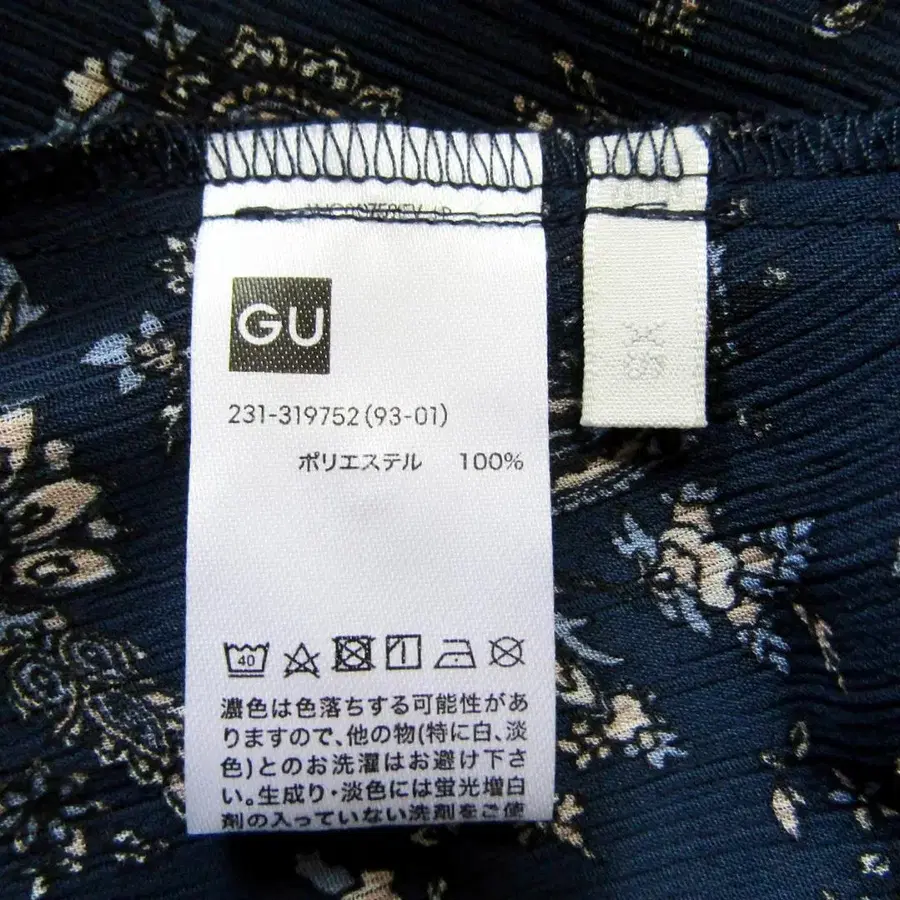 GU
231-319752(93-01)
ポリエステル 100%
40
濃色は色落ちする可能性があ
りますので、他の物(特に白、淡
色)とのお洗濯はお避け下さ
い。生成り・淡色には蛍光増白
剤の入っていない洗剤をご使